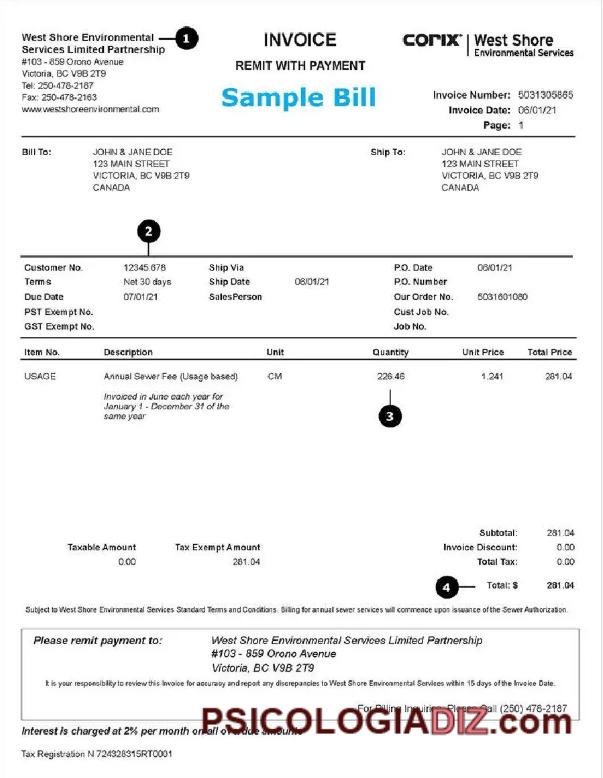 West Shore Environmental
Services Limited Partnership
#103 - 859 Orono Avenue
Victoria, BC V9B 2T9
Tel: 250-478-2187
Fax: 250-478-2163
www.westshoreenvironmental.com
1
INVOICE
REMIT WITH PAYMENT
Sample Bill
corix West Shore
Environmental Services
Invoice Number: 5031305865
Invoice Date: 06/01/21
Page: 1
Bill To: JOHN & JANE DOE
123 MAIN STREET
VICTORIA, BC V9B 2T9
CANADA
Ship To: JOHN & JANE DOE
123 MAIN STREET
VICTORIA, BC V9B 2T9
CANADA
2
Customer No. 12345.678 Ship Via P.O. Date 06/01/21
Terms Net 30 days Ship Date 06/01/21 P.O. Number
Due Date 07/01/21 SalesPerson Our Order No. 5031601080
PST Exempt No. Cust Job No.
GST Exempt No. Job No.
Item No. Description Unit Quantity Unit Price Total Price
USAGE Annual Sewer Fee (Usage based) CM 226.46 1.241 281.04
Invoiced in June each year for
January 1 - December 31 of the
same year
3
Subtotal: 281.04
Taxable Amount Tax Exempt Amount Invoice Discount: 0.00
0.00 281.04 Total Tax: 0.00
4 Total: $ 281.04
Subject to West Shore Environmental Services Standard Terms and Conditions. Billing for annual sewer services will commence upon issuance of the Sewer Authorization.
Please remit payment to: West Shore Environmental Services Limited Partnership
#103 - 859 Orono Avenue
Victoria, BC V9B 2T9
It is your responsibility to review this Invoice for accuracy and report any discrepancies to West Shore Environmental Services within 15 days of the Invoice Date.
For Billing Inquiries, Please Call (250) 478-2187
PSICOLOGIADIZ.com
Interest is charged at 2% per month on all overdue amounts
Tax Registration N 724328315RT0001